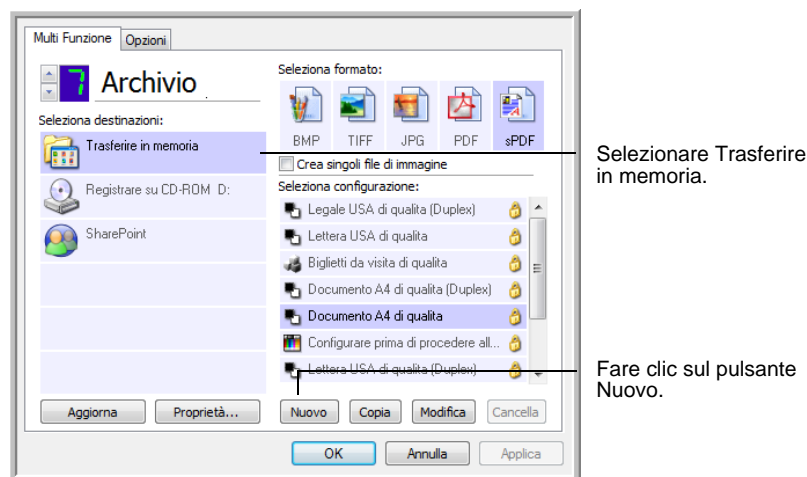 Multi Funzione
Opzioni
7 Archivio
Seleziona destinazioni:
Trasferire in memoria
Registrare su CD-ROM D:
SharePoint
Aggiorna
Proprietà...
Seleziona formato:
BMP
TIFF
JPG
PDF
sPDF
Crea singoli file di immagine
Seleziona configurazione:
Legale USA di qualita (Duplex)
Lettera USA di qualita
Biglietti da visita di qualita
Documento A4 di qualita (Duplex)
Documento A4 di qualita
Configurare prima di procedere all...
Lettera USA di qualita (Duplex)
Nuovo
Copia
Modifica
Cancella
OK
Annulla
Applica
Selezionare Trasferire
in memoria.
Fare clic sul pulsante
Nuovo.